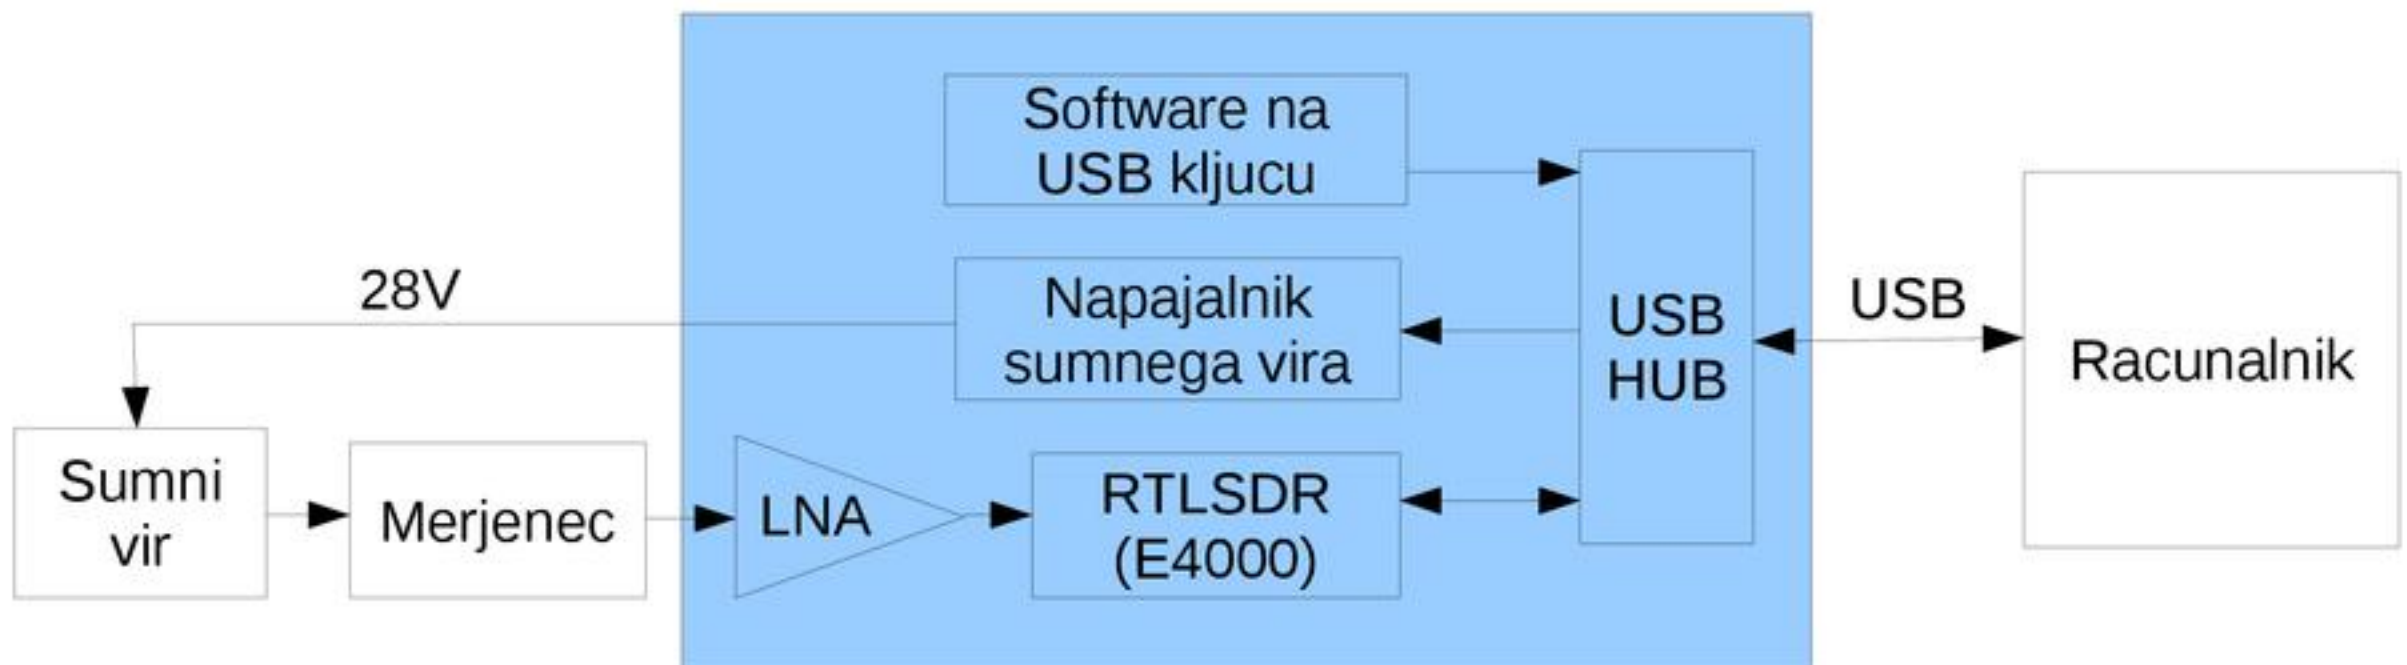 Software na
USB kljucu
28V
Napajalnik
sumnega vira
USB
HUB
USB
Racunalnik
Sumni
vir
Merjenec
LNA
RTLSDR
(E4000)